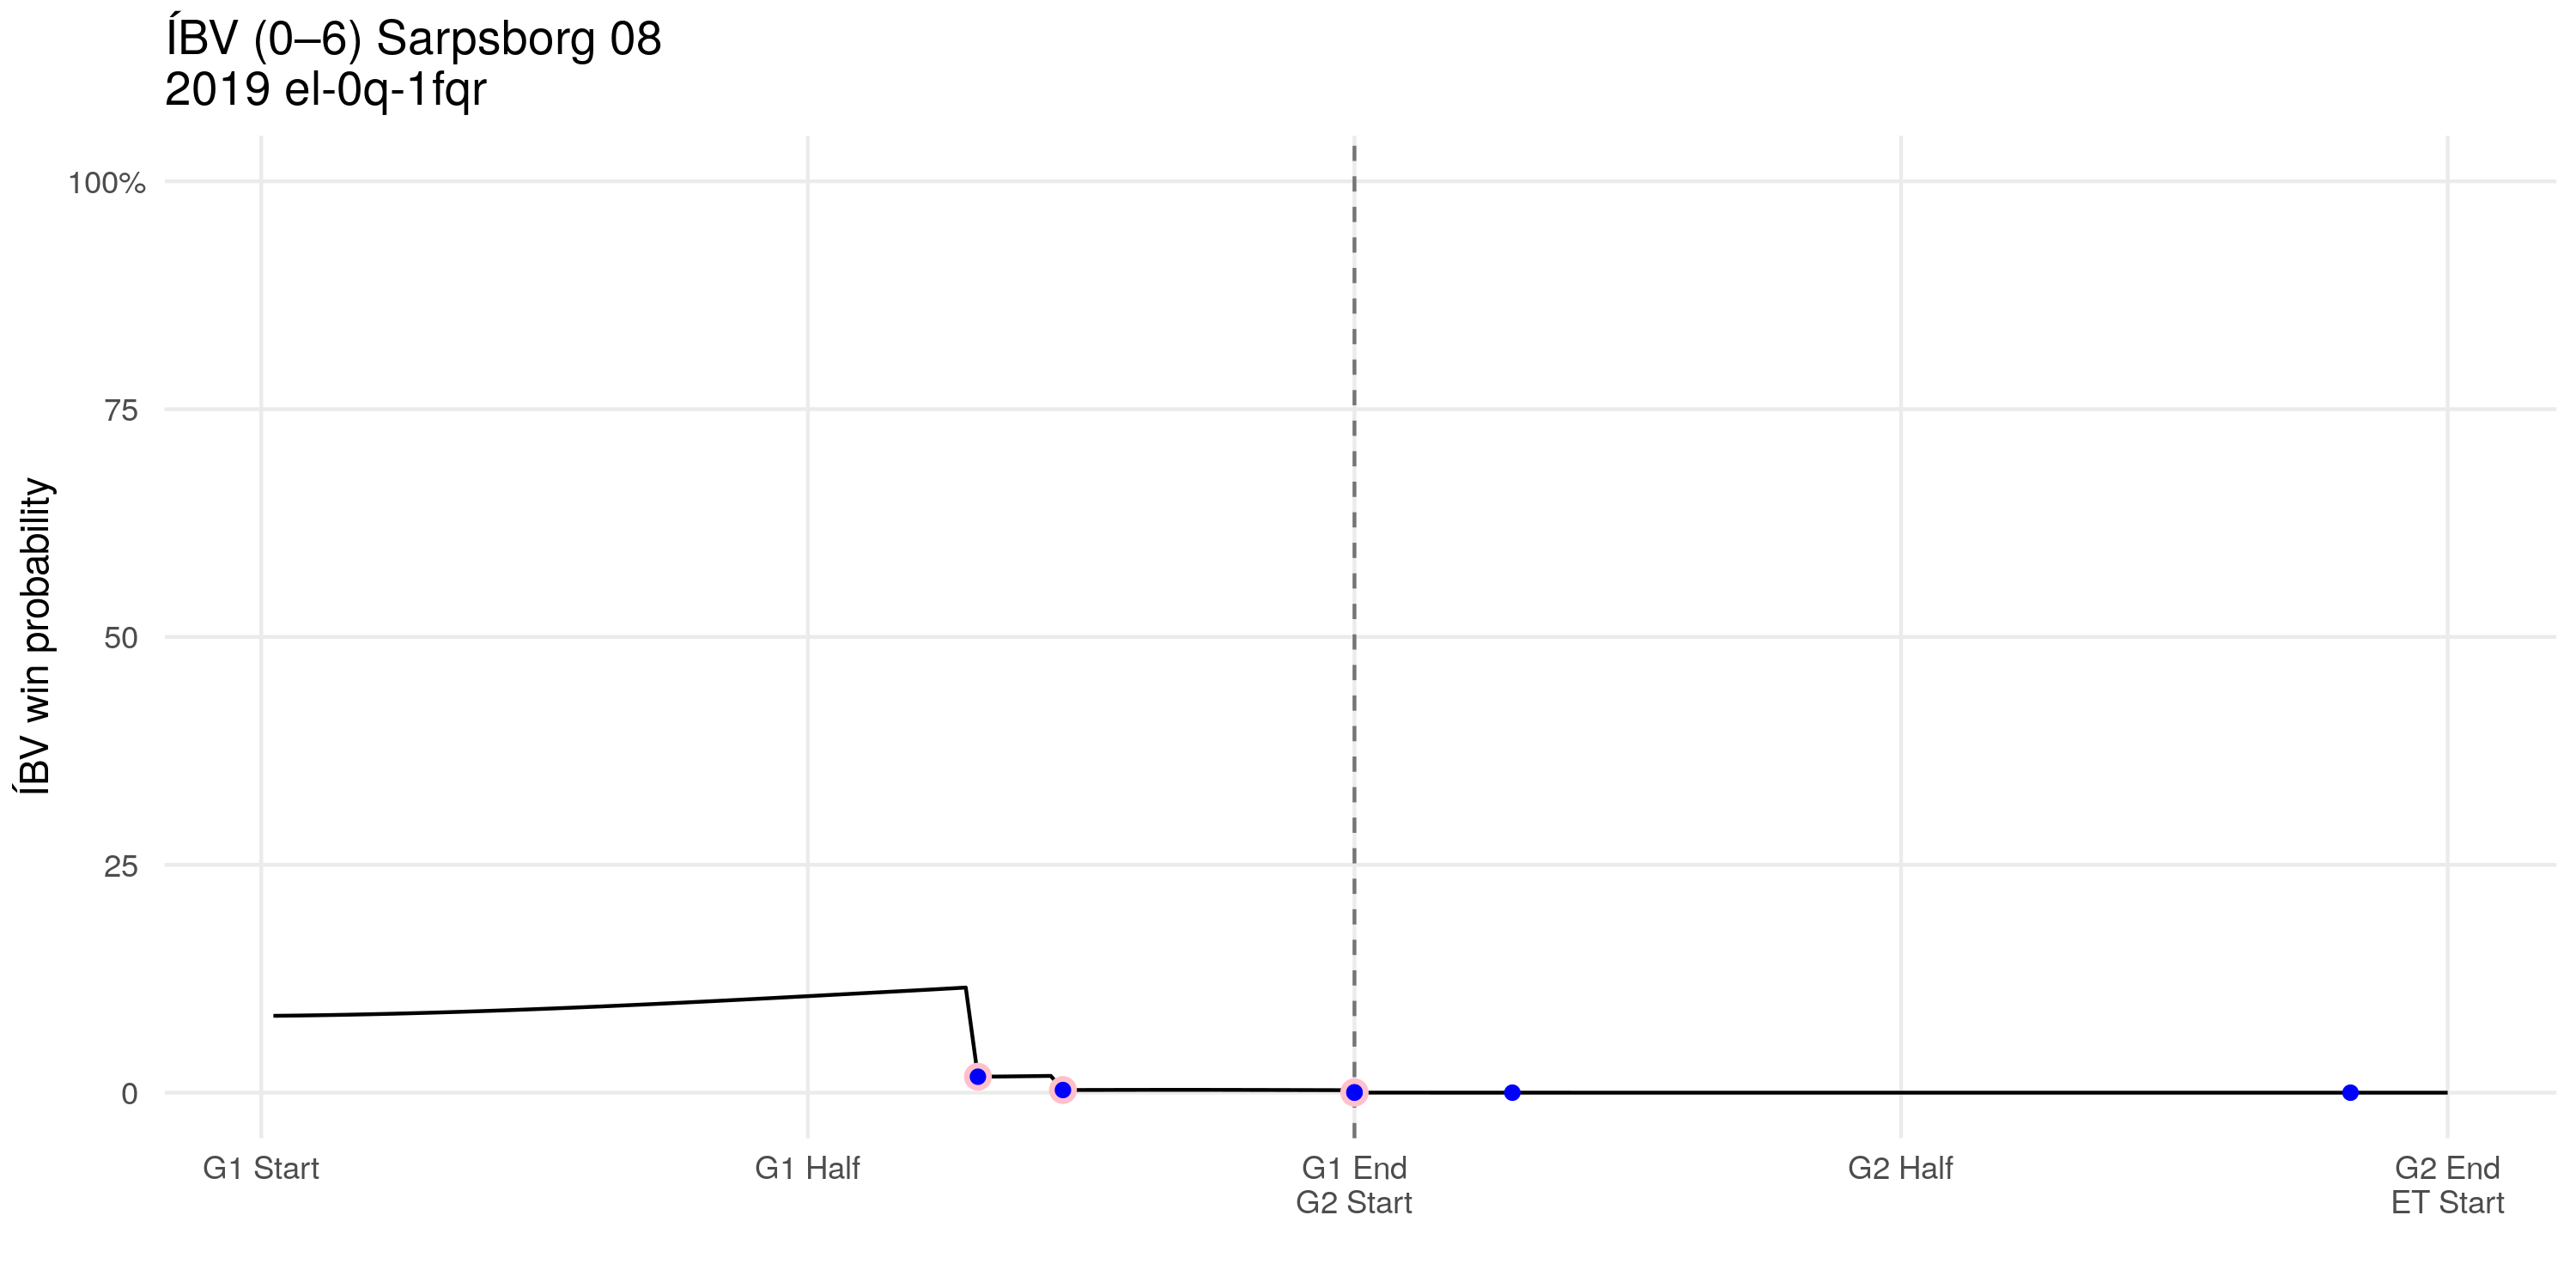 ÍBV (0–6) Sarpsborg 08
2019 el-0q-1fqr
ÍBV win probability
100%
75
50
25
0
G1 Start
G1 Half
G1 End
G2 Start
G2 Half
G2 End
ET Start